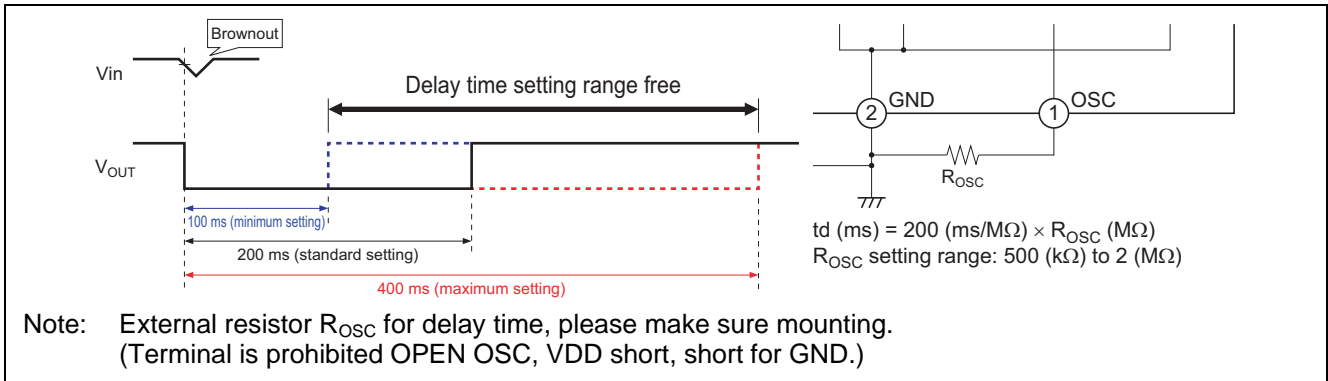 Brownout
Vin
Delay time setting range free
VOUT
100 ms (minimum setting)
200 ms (standard setting)
400 ms (maximum setting)
2 GND
1 OSC
ROSC
td (ms) = 200 (ms/MΩ) × ROSC (MΩ)
ROSC setting range: 500 (kΩ) to 2 (MΩ)
Note: External resistor ROSC for delay time, please make sure mounting.
(Terminal is prohibited OPEN OSC, VDD short, short for GND.)